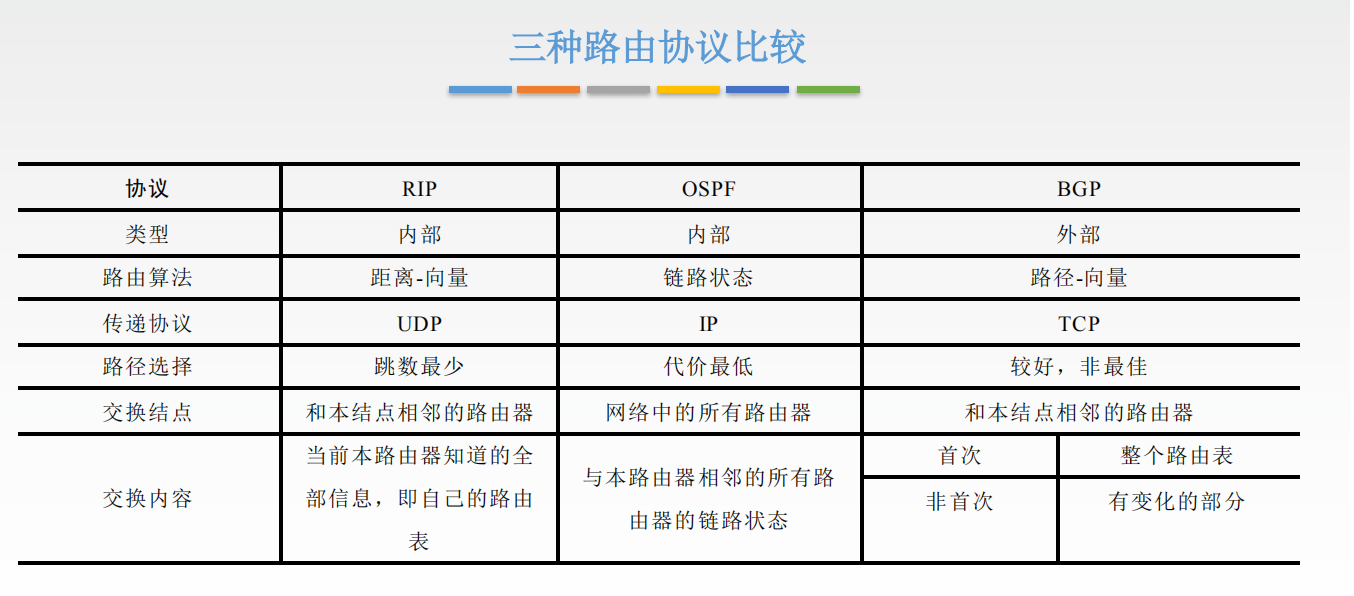 三种路由协议比较
协议 RIP OSPF BGP
类型 内部 内部 外部
路由算法 距离-向量 链路状态 路径-向量
传递协议 UDP IP TCP
路径选择 跳数最少 代价最低 较好，非最佳
交换结点 和本结点相邻的路由器 网络中的所有路由器 和本结点相邻的路由器
交换内容
当前本路由器知道的全
部信息，即自己的路由
表
与本路由器相邻的所有路
由器的链路状态
首次 整个路由表
非首次 有变化的部分